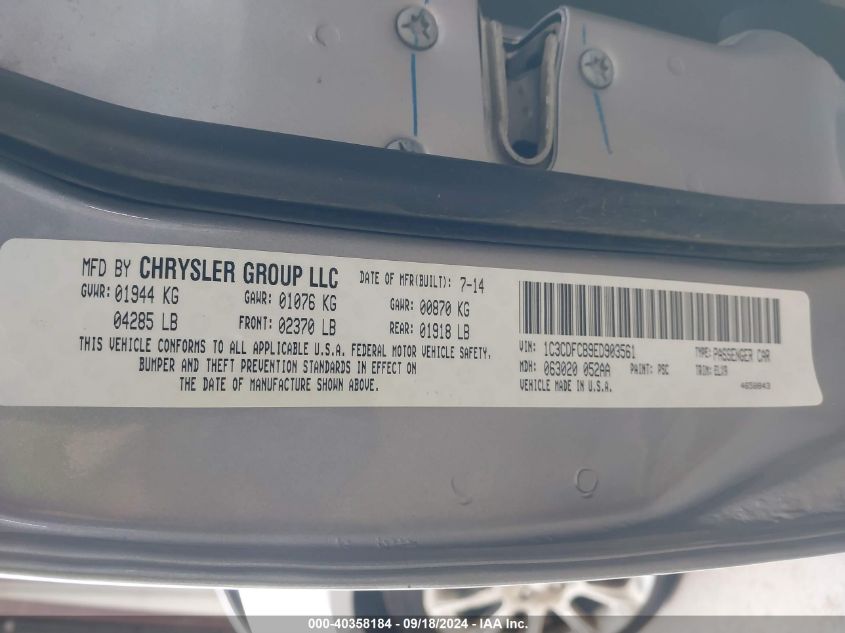 MFD BY CHRYSLER GROUP LLC
DATE OF MFR(BUILT): 7-14
GVWR: 01944 KG
GAWR: 01076 KG
GAWR: 00870 KG
04285 LB
FRONT: 02370 LB
REAR: 01918 LB
THIS VEHICLE CONFORMS TO ALL APPLICABLE U.S.A. FEDERAL MOTOR VEHICLE SAFETY.
BUMPER AND THEFT PREVENTION STANDARDS IN EFFECT ON
THE DATE OF MANUFACTURE SHOWN ABOVE.
VIN: 1C3CDFCB9ED903561
TYPE: PASSENGER CAR
MDH: 063020 052AA
PAINT: PSC
TRIM: ELX9
VEHICLE MADE IN U.S.A.
4650843
000-40358184 - 09/18/2024 - IAA Inc.